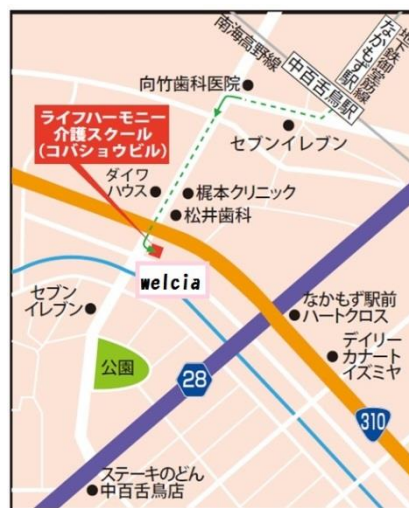 南海高野線
中百舌鳥駅
地下鉄御堂筋線
なかもず駅
向竹歯科医院
セブンイレブン
ライフハーモニー
介護スクール
(コバショウビル)
ダイワ
ハウス
梶本クリニック
松井歯科
welcia
セブン
イレブン
公園
なかもず駅前
ハートクロス
デイリー
カナート
イズミヤ
28
310
ステーキのどん
中百舌鳥店